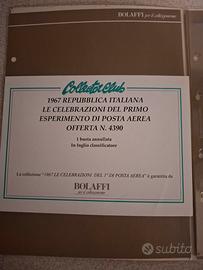 BOLAFFI
per il collezionismo
Collector Club
1967 REPUBBLICA ITALIANA
LE CELEBRAZIONI DEL PRIMO
ESPERIMENTO DI POSTA AEREA
OFFERTA N. 4390
1 busta annullata
In foglio classificatore
La collezione "1967 LE CELEBRAZIONI DEL 1° DI POSTA AEREA" è garantita da
BOLAFFI
per il collezionismo
subito